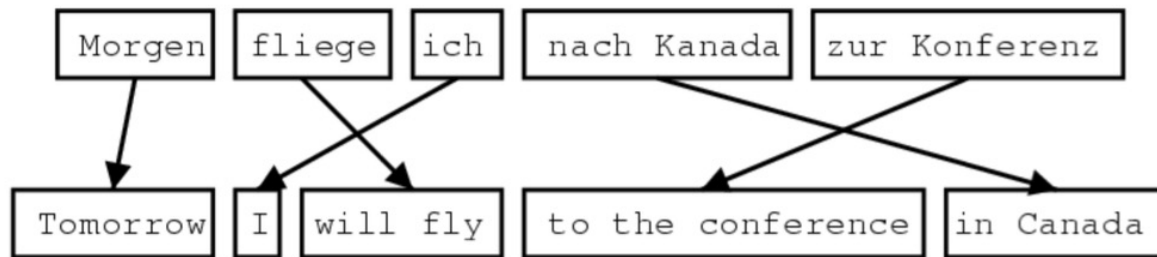 Morgen fliege ich nach Kanada zur Konferenz
Tomorrow I will fly to the conference in Canada